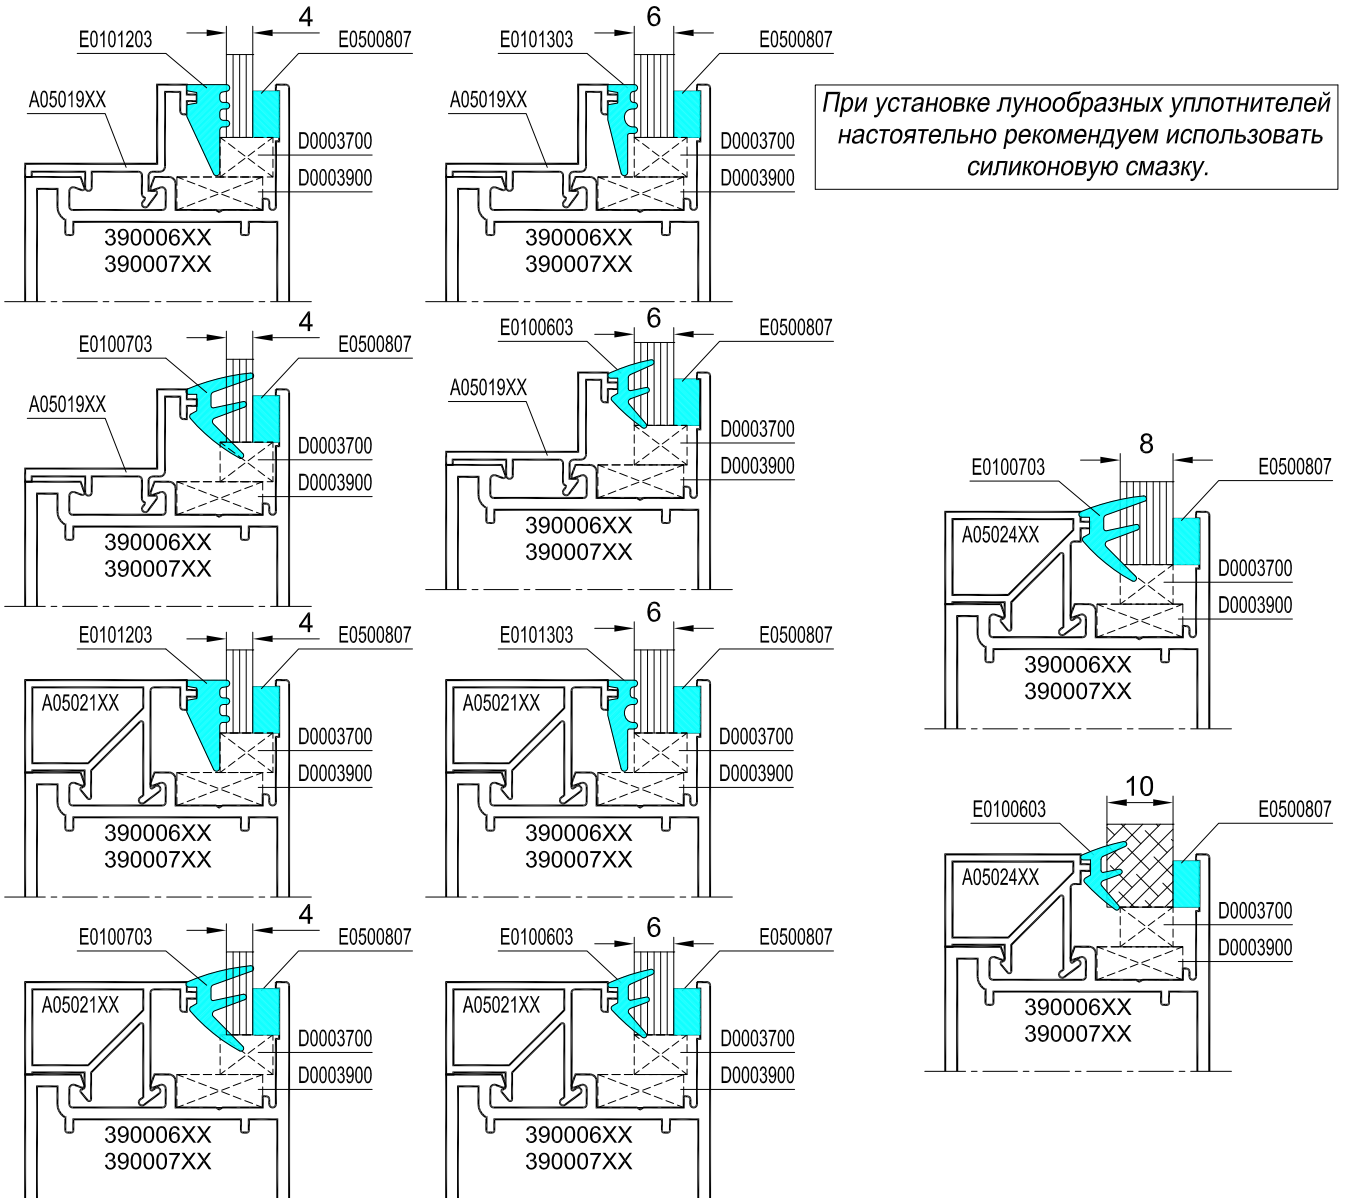 4
E0101203
E0500807
A05019XX
D0003700
D0003900
390006XX
390007XX
6
E0101303
E0500807
A05019XX
D0003700
D0003900
390006XX
390007XX
При установке лунообразных уплотнителей
настоятельно рекомендуем использовать
силиконовую смазку.
4
E0100703
E0500807
A05019XX
D0003700
D0003900
390006XX
390007XX
6
E0100603
E0500807
A05019XX
D0003700
D0003900
390006XX
390007XX
8
E0100703
E0500807
A05024XX
D0003700
D0003900
390006XX
390007XX
4
E0101203
E0500807
A05021XX
D0003700
D0003900
390006XX
390007XX
6
E0101303
E0500807
A05021XX
D0003700
D0003900
390006XX
390007XX
10
E0100603
E0500807
A05024XX
D0003700
D0003900
390006XX
390007XX
4
E0100703
E0500807
A05021XX
D0003700
D0003900
390006XX
390007XX
6
E0100603
E0500807
A05021XX
D0003700
D0003900
390006XX
390007XX